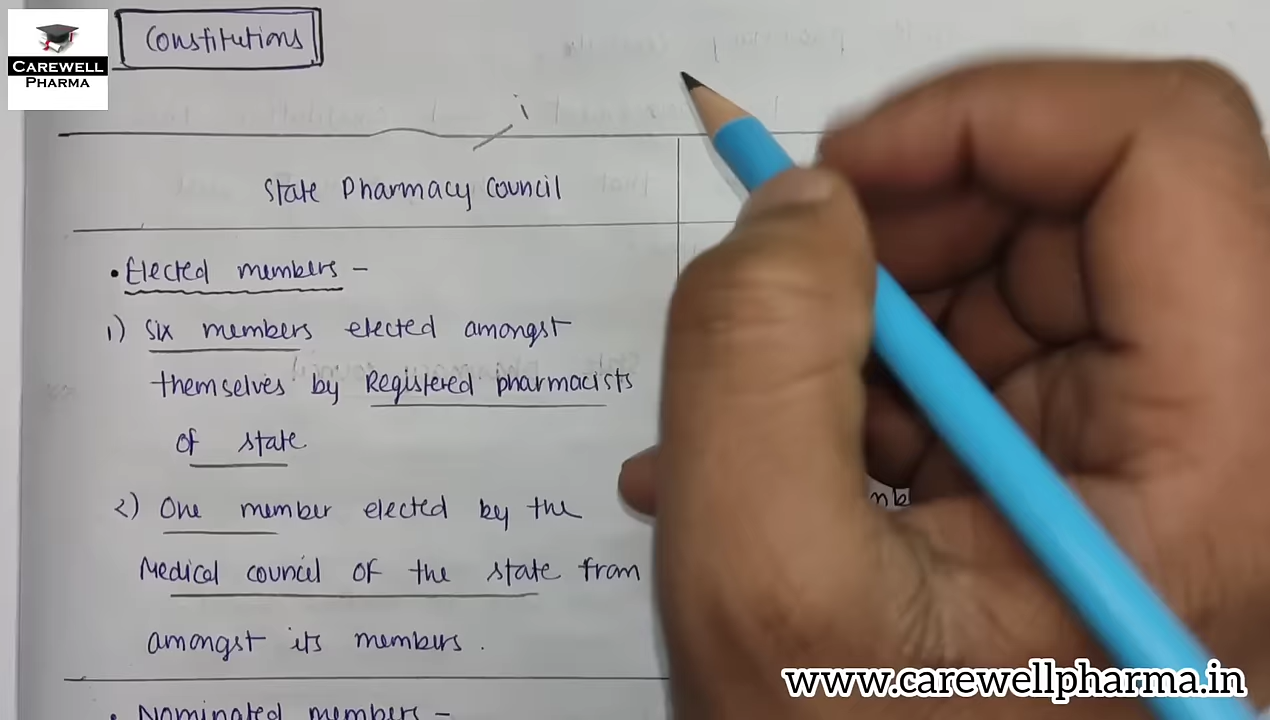 CAREWELL
PHARMA
Constitutions
State Pharmacy Council
• Elected members –
1) Six members elected amongst
themselves by Registered pharmacists
of state
2) One member elected by the
Medical council of the state from
amongst its members.
• Nominated members –
www.carewellpharma.in